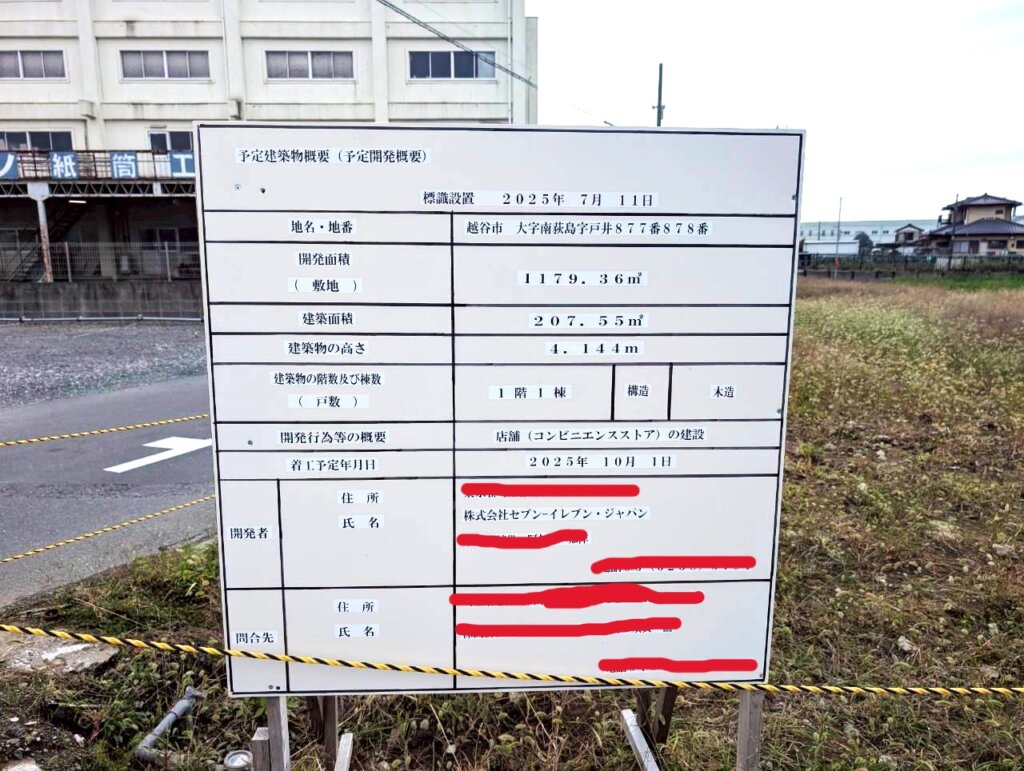 ノ紙筒工
予定建築物概要(予定開発概要)
標識設置 2025年 7月 11日
地名・地番 越谷市 大字南荻島字戸井877番878番
開発面積
( 敷地 ) 1179.36㎡
建築面積 207.55㎡
建築物の高さ 4.144m
建築物の階数及び棟数
( 戸数 ) 1階1棟 構造 木造
開発行為等の概要 店舗(コンビニエンスストア)の建設
着工予定年月日 2025年 10月 1日
開発者 住 所
氏 名 株式会社セブン-イレブン・ジャパン
問合先 住 所
氏 名